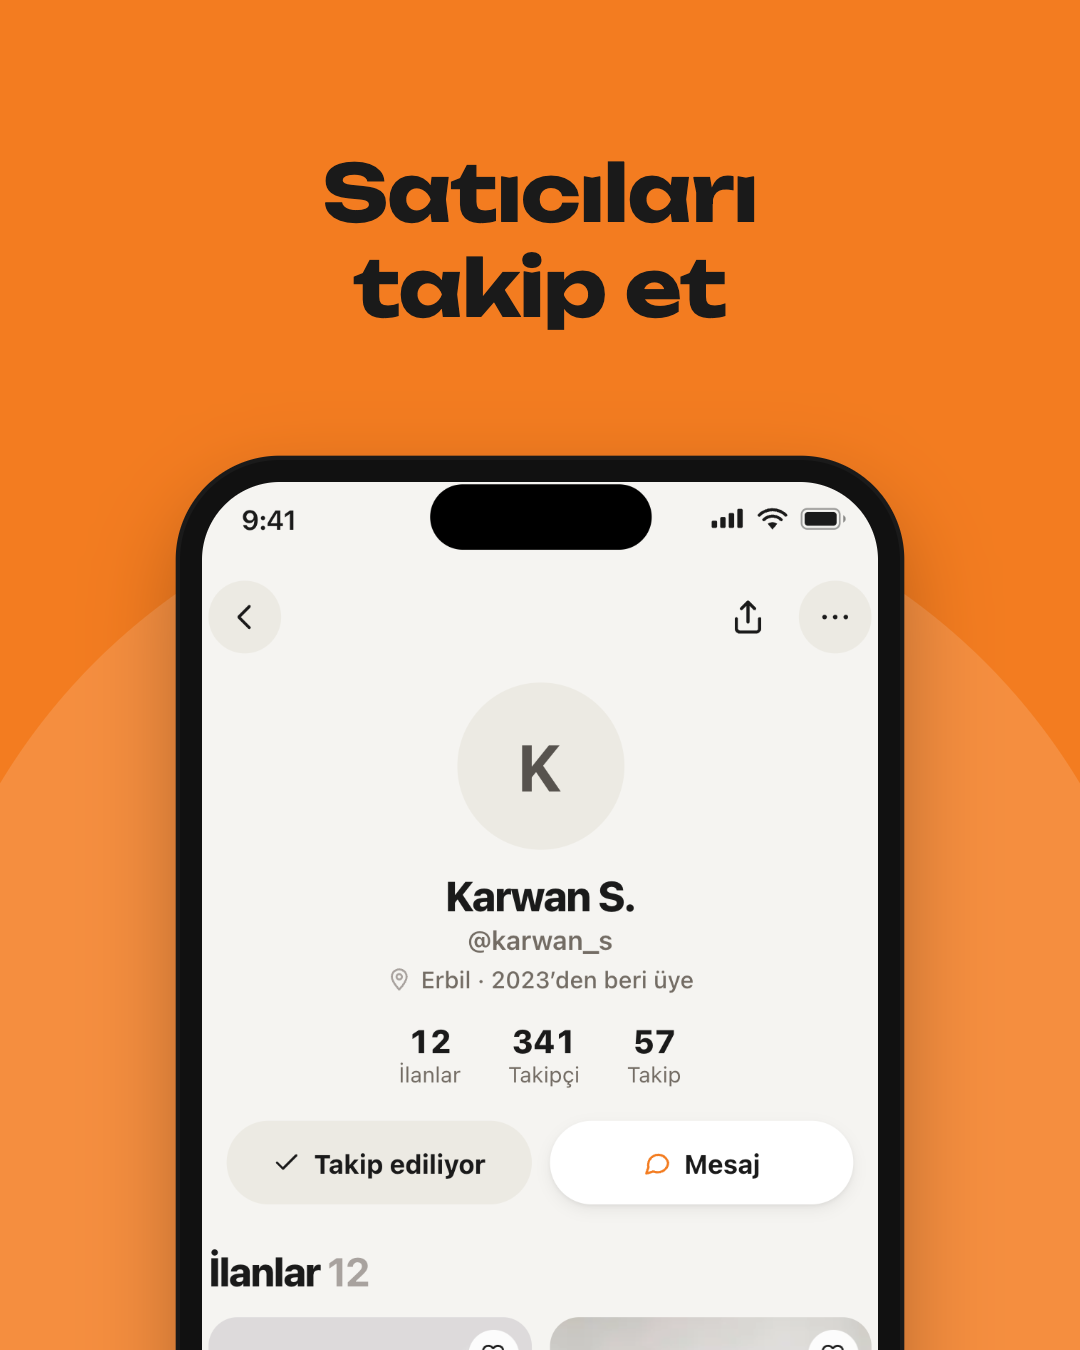 Satıcıları
takip et
9:41
K
Karwan S.
@karwan_s
Erbil · 2023’den beri üye
12 341 57
İlanlar Takipçi Takip
Takip ediliyor Mesaj
İlanlar 12